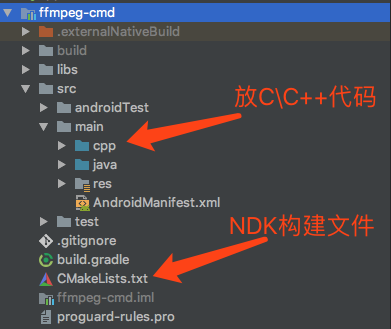 ffmpeg-cmd
.externalNativeBuild
build
libs
src
androidTest
放C\C++代码
main
cpp
java
res
AndroidManifest.xml
test
NDK构建文件
.gitignore
build.gradle
CMakeLists.txt
ffmpeg-cmd.iml
proguard-rules.pro